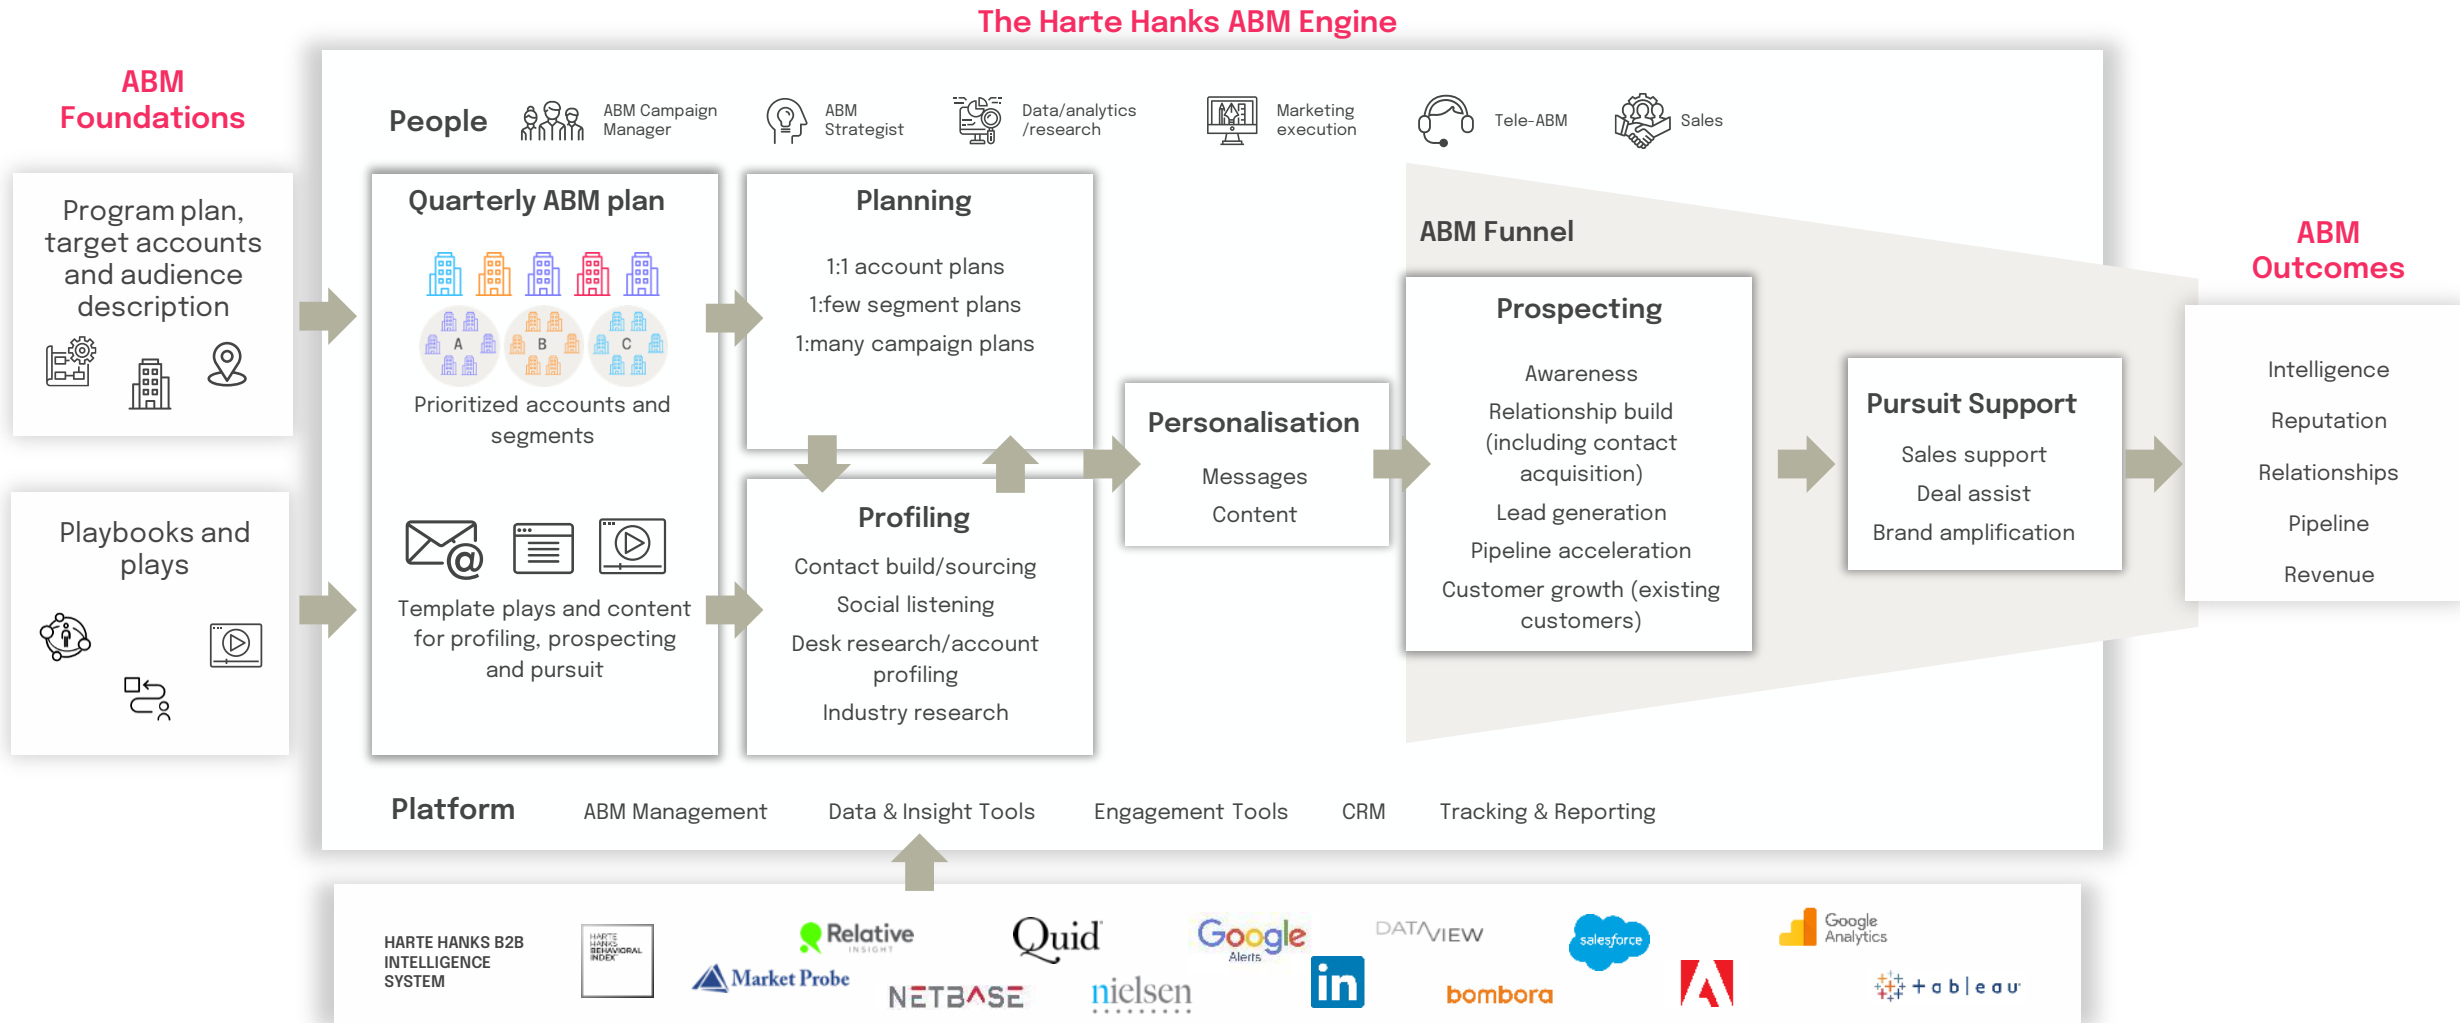 The Harte Hanks ABM Engine
ABM
Foundations
Program plan,
target accounts
and audience
description
Playbooks and
plays
People
ABM Campaign
Manager
ABM
Strategist
Data/analytics
/research
Marketing
execution
Tele-ABM
Sales
Quarterly ABM plan
A
B
C
Prioritized accounts and
segments
Template plays and content
for profiling, prospecting
and pursuit
Planning
1:1 account plans
1:few segment plans
1:many campaign plans
Profiling
Contact build/sourcing
Social listening
Desk research/account
profiling
Industry research
Personalisation
Messages
Content
ABM Funnel
Prospecting
Awareness
Relationship build
(including contact
acquisition)
Lead generation
Pipeline acceleration
Customer growth (existing
customers)
Pursuit Support
Sales support
Deal assist
Brand amplification
ABM
Outcomes
Intelligence
Reputation
Relationships
Pipeline
Revenue
Platform
ABM Management
Data & Insight Tools
Engagement Tools
CRM
Tracking & Reporting
HARTE HANKS B2B
INTELLIGENCE
SYSTEM
HARTE
HANKS
BEHAVIORAL
INDEX
Relative
INSIGHT
Market Probe
Quid
NETBASE
nielsen
Google
Alerts
in
DATAVIEW
bombora
salesforce
Google
Analytics
tableau